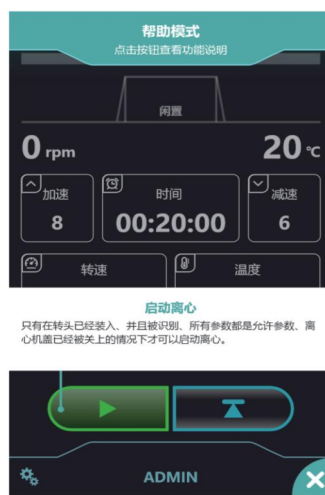 帮助模式
点击按钮查看功能说明
闲置
0 rpm
20 ℃
加速
时间
减速
8
00:20:00
6
转速
温度
启动离心
只有在转头已经装入、并且被识别、所有参数都是允许参数、离
心机盖已经被关上的情况下才可以启动离心。
ADMIN